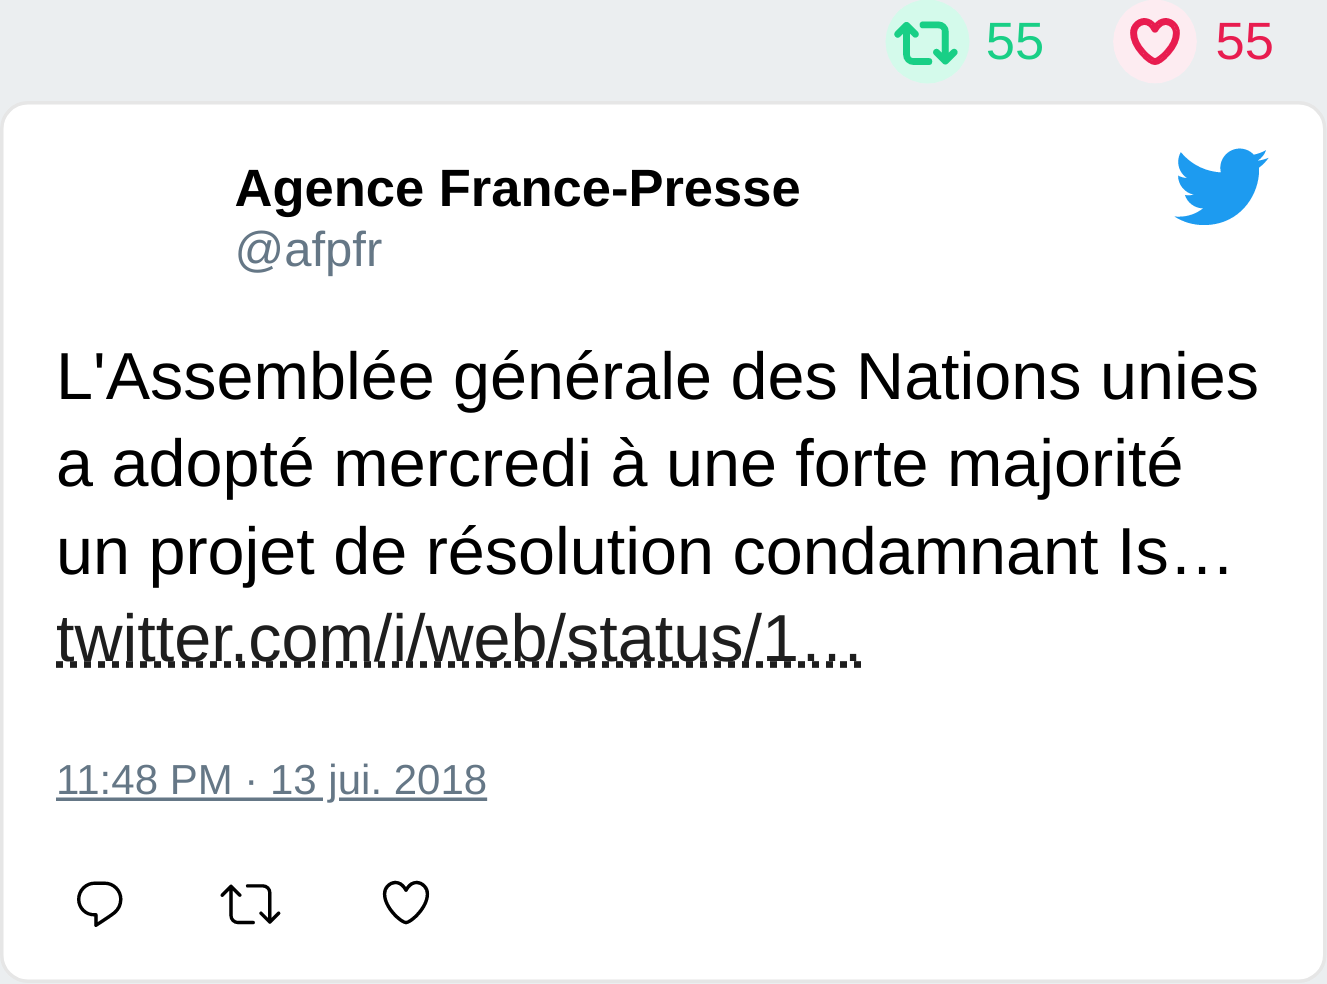 55 55
Agence France-Presse
@afpfr
L'Assemblée générale des Nations unies
a adopté mercredi à une forte majorité
un projet de résolution condamnant Is…
twitter.com/i/web/status/1…
11:48 PM · 13 jui. 2018